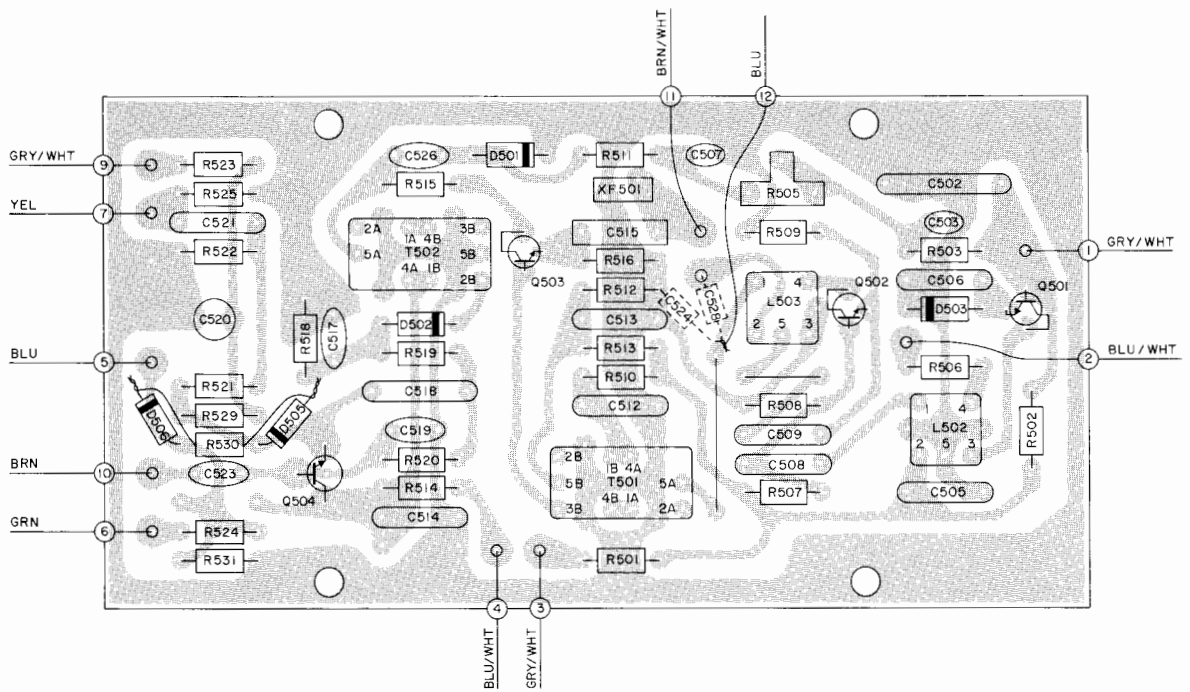 BRN/WHT
BLU
11
12
GRY/WHT
9
R523
C526
D501
R511
C507
R505
C502
R525
R515
XF501
YEL
7
C521
C503
R522
2A
1A 4B
3B
5A
T502
5B
4A 1B
2B
Q503
C515
R516
R509
R503
1
GRY/WHT
C506
R512
C524
C528
1 4
L503
2 5 3
Q502
D503
Q501
C520
R518
C517
D502
C513
BLU
5
R519
R513
2
BLU/WHT
R506
R521
C518
R510
D506
R529
D505
C512
R508
1 4
L502
2 5 3
R502
R530
C519
C509
BRN
10
C523
Q504
R520
2B
1B 4A
5B
T501
5A
4B 1A
3B
2A
C508
R514
R507
C505
C514
GRN
6
R524
R531
R501
4
3
BLU/WHT
GRY/WHT